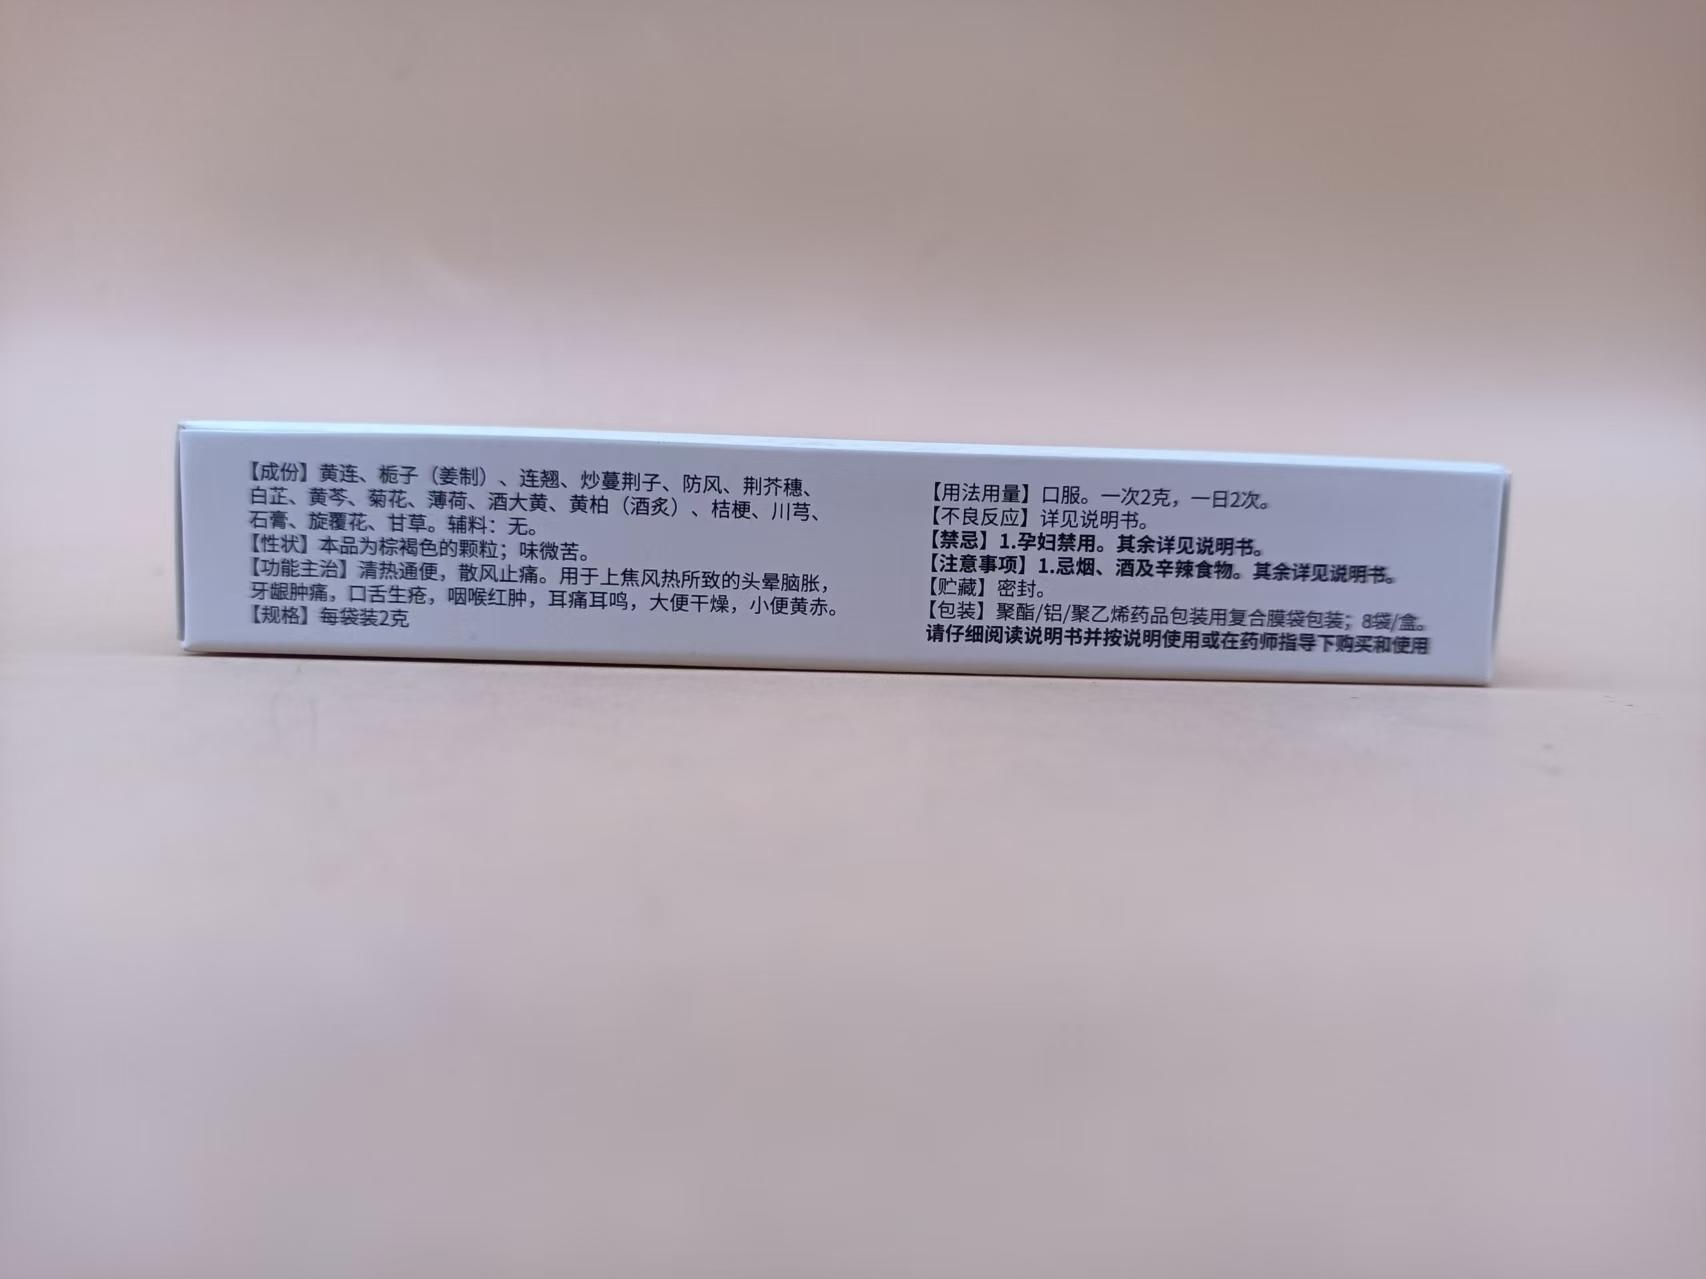 【成份】黄连、栀子（姜制）、连翘、炒蔓荆子、防风、荆芥穗、
白芷、黄芩、菊花、薄荷、酒大黄、黄柏（酒炙）、桔梗、川芎、
石膏、旋覆花、甘草。辅料：无。
【性状】本品为棕褐色的颗粒；味微苦。
【功能主治】清热通便，散风止痛。用于上焦风热所致的头晕脑胀，
牙龈肿痛，口舌生疮，咽喉红肿，耳痛耳鸣，大便干燥，小便黄赤。
【规格】每袋装2克
【用法用量】口服。一次2克，一日2次。
【不良反应】详见说明书。
【禁忌】1.孕妇禁用。其余详见说明书。
【注意事项】1.忌烟、酒及辛辣食物。其余详见说明书。
【贮藏】密封。
【包装】聚酯/铝/聚乙烯药品包装用复合膜袋包装；8袋/盒。
请仔细阅读说明书并按说明使用或在药师指导下购买和使用